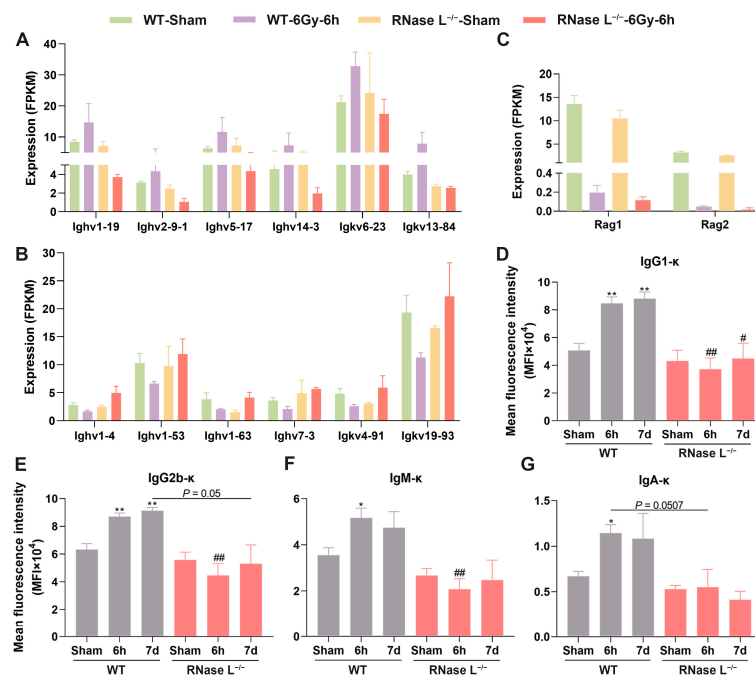 WT-Sham WT-6Gy-6h RNase L⁻/⁻-Sham RNase L⁻/⁻-6Gy-6h
A
Expression (FPKM)
40
30
20
10
4
2
0
Ighv1-19 Ighv2-9-1 Ighv5-17 Ighv14-3 Igkv6-23 Igkv13-84
C
Expression (FPKM)
20
15
10
5
0.4
0.2
0.0
Rag1 Rag2
B
Expression (FPKM)
30
25
20
15
10
5
0
Ighv1-4 Ighv1-53 Ighv1-63 Ighv7-3 Igkv4-91 Igkv19-93
D
IgG1-κ
Mean fluorescence intensity
(MFI×10⁴)
10
8
6
4
2
0
** ** ## #
Sham 6h 7d Sham 6h 7d
WT RNase L⁻/⁻
E
IgG2b-κ
Mean fluorescence intensity
(MFI×10⁴)
10
8
6
4
2
0
P = 0.05
** ** ##
Sham 6h 7d Sham 6h 7d
WT RNase L⁻/⁻
F
IgM-κ
6
4
2
0
* ##
Sham 6h 7d Sham 6h 7d
WT RNase L⁻/⁻
G
IgA-κ
1.5
1.0
0.5
0.0
P = 0.0507
*
Sham 6h 7d Sham 6h 7d
WT RNase L⁻/⁻